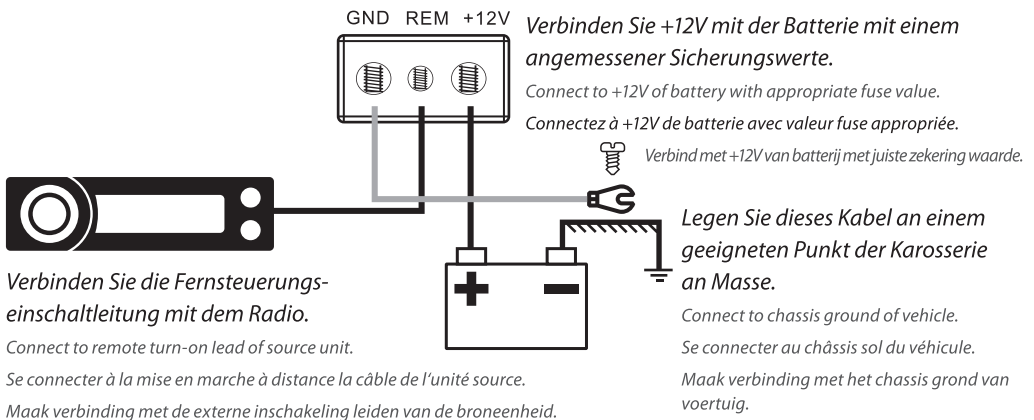 GND REM +12V
Verbinden Sie +12V mit der Batterie mit einem
angemessener Sicherungswerte.
Connect to +12V of battery with appropriate fuse value.
Connectez à +12V de batterie avec valeur fuse appropriée.
Verbind met +12V van batterij met juiste zekering waarde.
Legen Sie dieses Kabel an einem
geeigneten Punkt der Karosserie
an Masse.
Connect to chassis ground of vehicle.
Se connecter au châssis sol du véhicule.
Maak verbinding met het chassis grond van
voertuig.
Verbinden Sie die Fernsteuerungs-
einschaltleitung mit dem Radio.
Connect to remote turn-on lead of source unit.
Se connecter à la mise en marche à distance la câble de l'unité source.
Maak verbinding met de externe inschakeling leiden van de broneenheid.